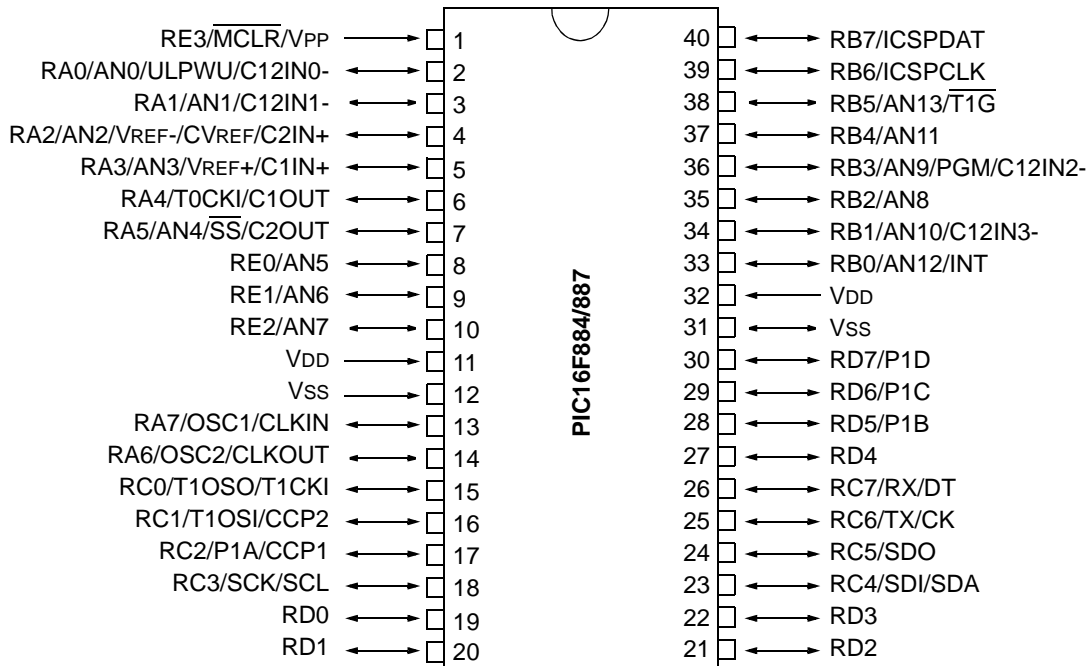 RE3/MCLR/VPP 1
RA0/AN0/ULPWU/C12IN0- 2
RA1/AN1/C12IN1- 3
RA2/AN2/VREF-/CVREF/C2IN+ 4
RA3/AN3/VREF+/C1IN+ 5
RA4/T0CKI/C1OUT 6
RA5/AN4/SS/C2OUT 7
RE0/AN5 8
RE1/AN6 9
RE2/AN7 10
VDD 11
VSS 12
RA7/OSC1/CLKIN 13
RA6/OSC2/CLKOUT 14
RC0/T1OSO/T1CKI 15
RC1/T1OSI/CCP2 16
RC2/P1A/CCP1 17
RC3/SCK/SCL 18
RD0 19
RD1 20
PIC16F884/887
40 RB7/ICSPDAT
39 RB6/ICSPCLK
38 RB5/AN13/T1G
37 RB4/AN11
36 RB3/AN9/PGM/C12IN2-
35 RB2/AN8
34 RB1/AN10/C12IN3-
33 RB0/AN12/INT
32 VDD
31 VSS
30 RD7/P1D
29 RD6/P1C
28 RD5/P1B
27 RD4
26 RC7/RX/DT
25 RC6/TX/CK
24 RC5/SDO
23 RC4/SDI/SDA
22 RD3
21 RD2